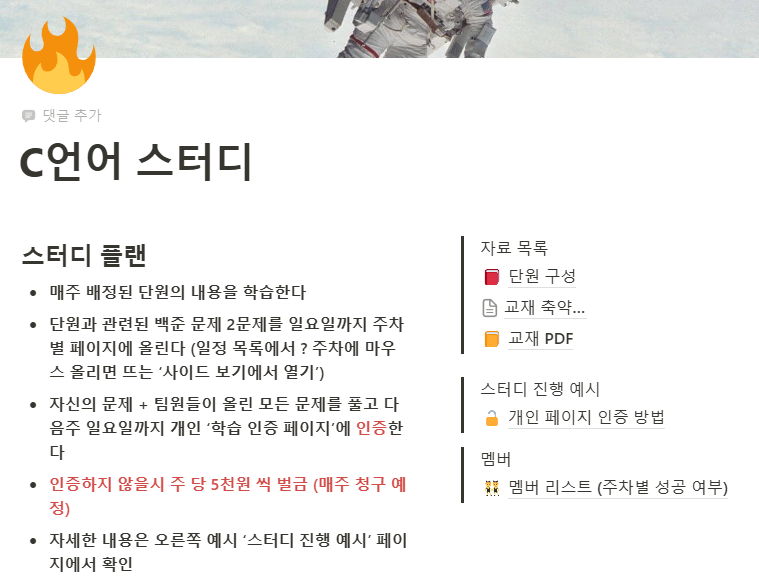 댓글 추가
C언어 스터디
스터디 플랜
• 매주 배정된 단원의 내용을 학습한다
• 단원과 관련된 백준 문제 2문제를 일요일까지 주차
별 페이지에 올린다 (일정 목록에서 ? 주차에 마우
스 올리면 뜨는 ‘사이드 보기에서 열기’)
• 자신의 문제 + 팀원들이 올린 모든 문제를 풀고 다
음주 일요일까지 개인 ‘학습 인증 페이지’에 인증한
다
• 인증하지 않을시 주 당 5천원 씩 벌금 (매주 청구 예
정)
• 자세한 내용은 오른쪽 예시 ‘스터디 진행 예시’ 페이
지에서 확인
자료 목록
단원 구성
교재 축약...
교재 PDF
스터디 진행 예시
개인 페이지 인증 방법
멤버
멤버 리스트 (주차별 성공 여부)